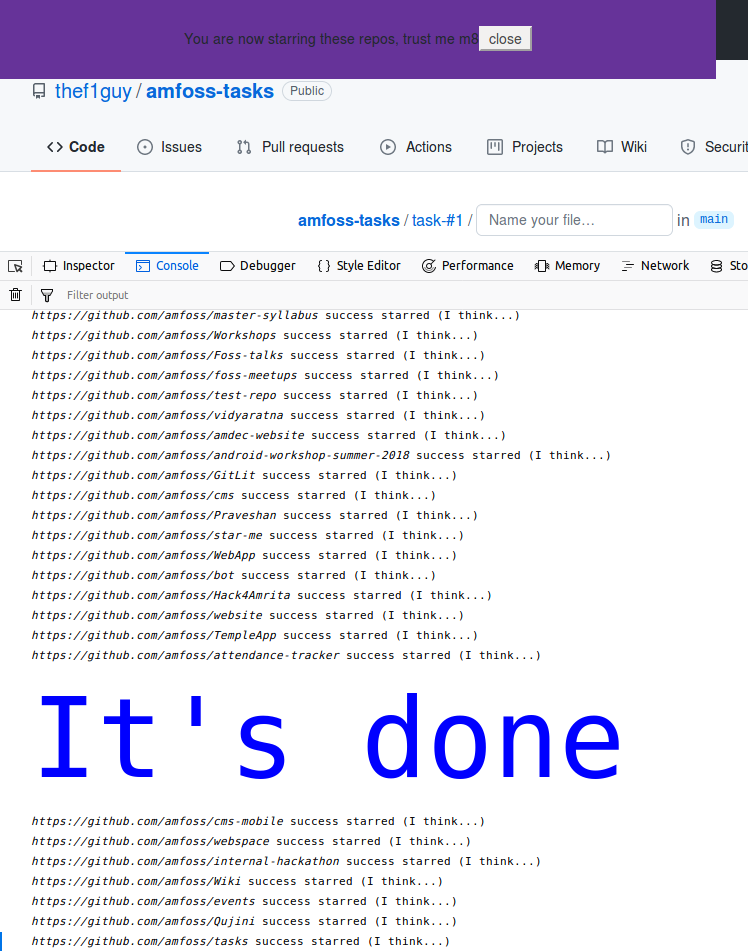 You are now starring these repos, trust me m8 close
thef1guy / amfoss-tasks Public
Code Issues Pull requests Actions Projects Wiki Securit
amfoss-tasks / task-#1 / Name your file... in main
Inspector Console Debugger Style Editor Performance Memory Network Sto
Filter output
https://github.com/amfoss/master-syllabus success starred (I think...)
https://github.com/amfoss/Workshops success starred (I think...)
https://github.com/amfoss/Foss-talks success starred (I think...)
https://github.com/amfoss/foss-meetups success starred (I think...)
https://github.com/amfoss/test-repo success starred (I think...)
https://github.com/amfoss/vidyaratna success starred (I think...)
https://github.com/amfoss/amdec-website success starred (I think...)
https://github.com/amfoss/android-workshop-summer-2018 success starred (I think...)
https://github.com/amfoss/GitLit success starred (I think...)
https://github.com/amfoss/cms success starred (I think...)
https://github.com/amfoss/Praveshan success starred (I think...)
https://github.com/amfoss/star-me success starred (I think...)
https://github.com/amfoss/WebApp success starred (I think...)
https://github.com/amfoss/bot success starred (I think...)
https://github.com/amfoss/Hack4Amrita success starred (I think...)
https://github.com/amfoss/website success starred (I think...)
https://github.com/amfoss/TempleApp success starred (I think...)
https://github.com/amfoss/attendance-tracker success starred (I think...)
It's done
https://github.com/amfoss/cms-mobile success starred (I think...)
https://github.com/amfoss/webspace success starred (I think...)
https://github.com/amfoss/internal-hackathon success starred (I think...)
https://github.com/amfoss/Wiki success starred (I think...)
https://github.com/amfoss/events success starred (I think...)
https://github.com/amfoss/Qujini success starred (I think...)
https://github.com/amfoss/tasks success starred (I think...)